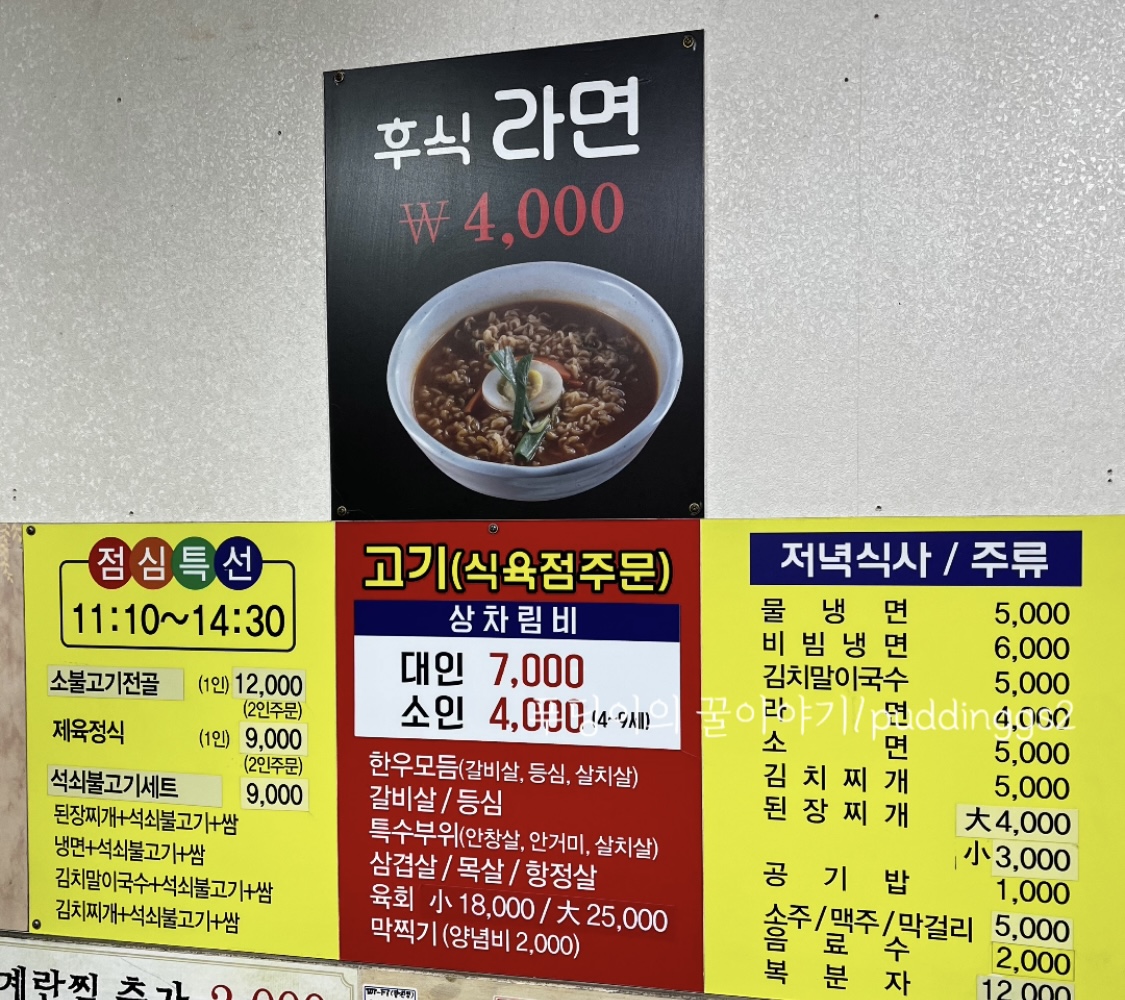 후식 라면
₩ 4,000
점심특선
11:10~14:30
소불고기전골 (1인) 12,000
(2인주문)
제육정식 (1인) 9,000
(2인주문)
석쇠불고기세트 9,000
된장찌개+석쇠불고기+쌈
냉면+석쇠불고기+쌈
김치말이국수+석쇠불고기+쌈
김치찌개+석쇠불고기+쌈
고기(식육점주문)
상차림비
대인 7,000
소인 4,000 (4~9세)
한우모듬(갈비살, 등심, 살치살)
갈비살 / 등심
특수부위(안창살, 안거미, 살치살)
삼겹살 / 목살 / 항정살
육회 小 18,000 / 大 25,000
막찍기 (양념비 2,000)
저녁식사 / 주류
물냉면 5,000
비빔냉면 6,000
김치말이국수 5,000
라면 4,000
소면 5,000
김치찌개 5,000
된장찌개 大 4,000
小 3,000
공기밥 1,000
소주/맥주/막걸리 5,000
음료수 2,000
복분자 12,000
꿀이야기/puddinggs2
계란찜 추가